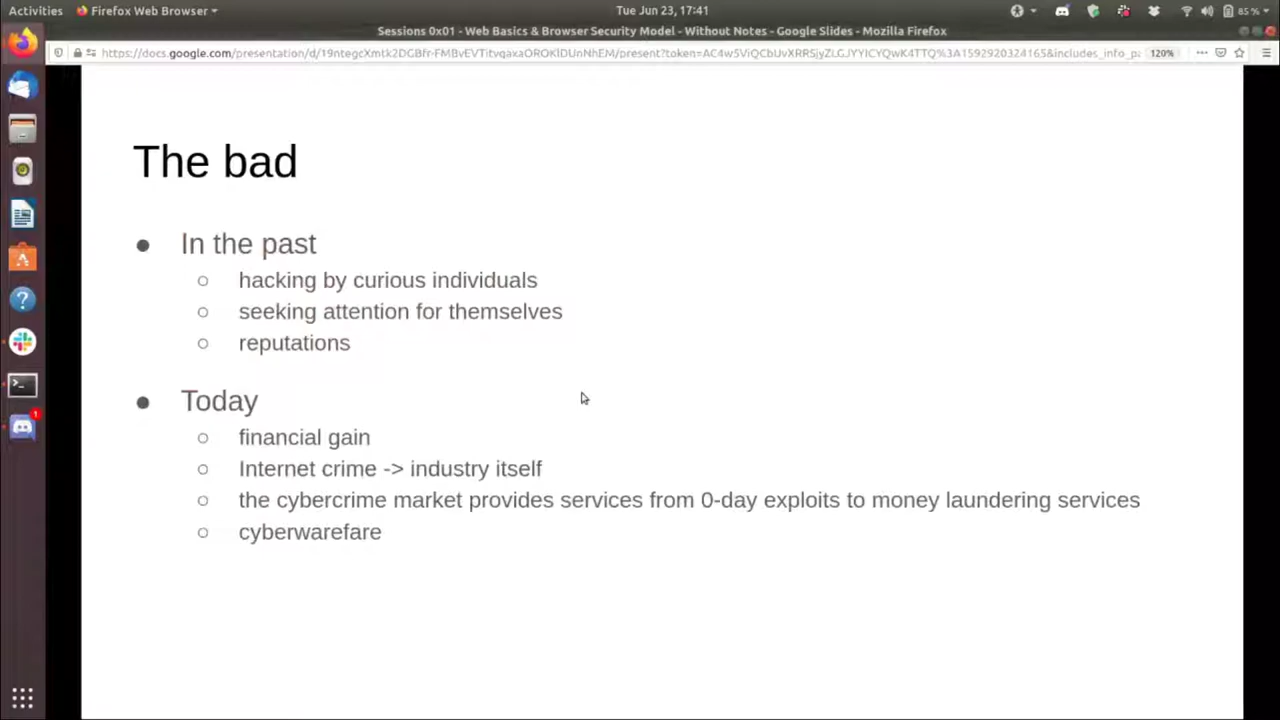 Activities Firefox Web Browser Tue Jun 23, 17:41 85 %
Sessions 0x01 - Web Basics & Browser Security Model - Without Notes - Google Slides - Mozilla Firefox
120%
The bad
● In the past
○ hacking by curious individuals
○ seeking attention for themselves
○ reputations
● Today
○ financial gain
○ Internet crime -> industry itself
○ the cybercrime market provides services from 0-day exploits to money laundering services
○ cyberwarefare
1